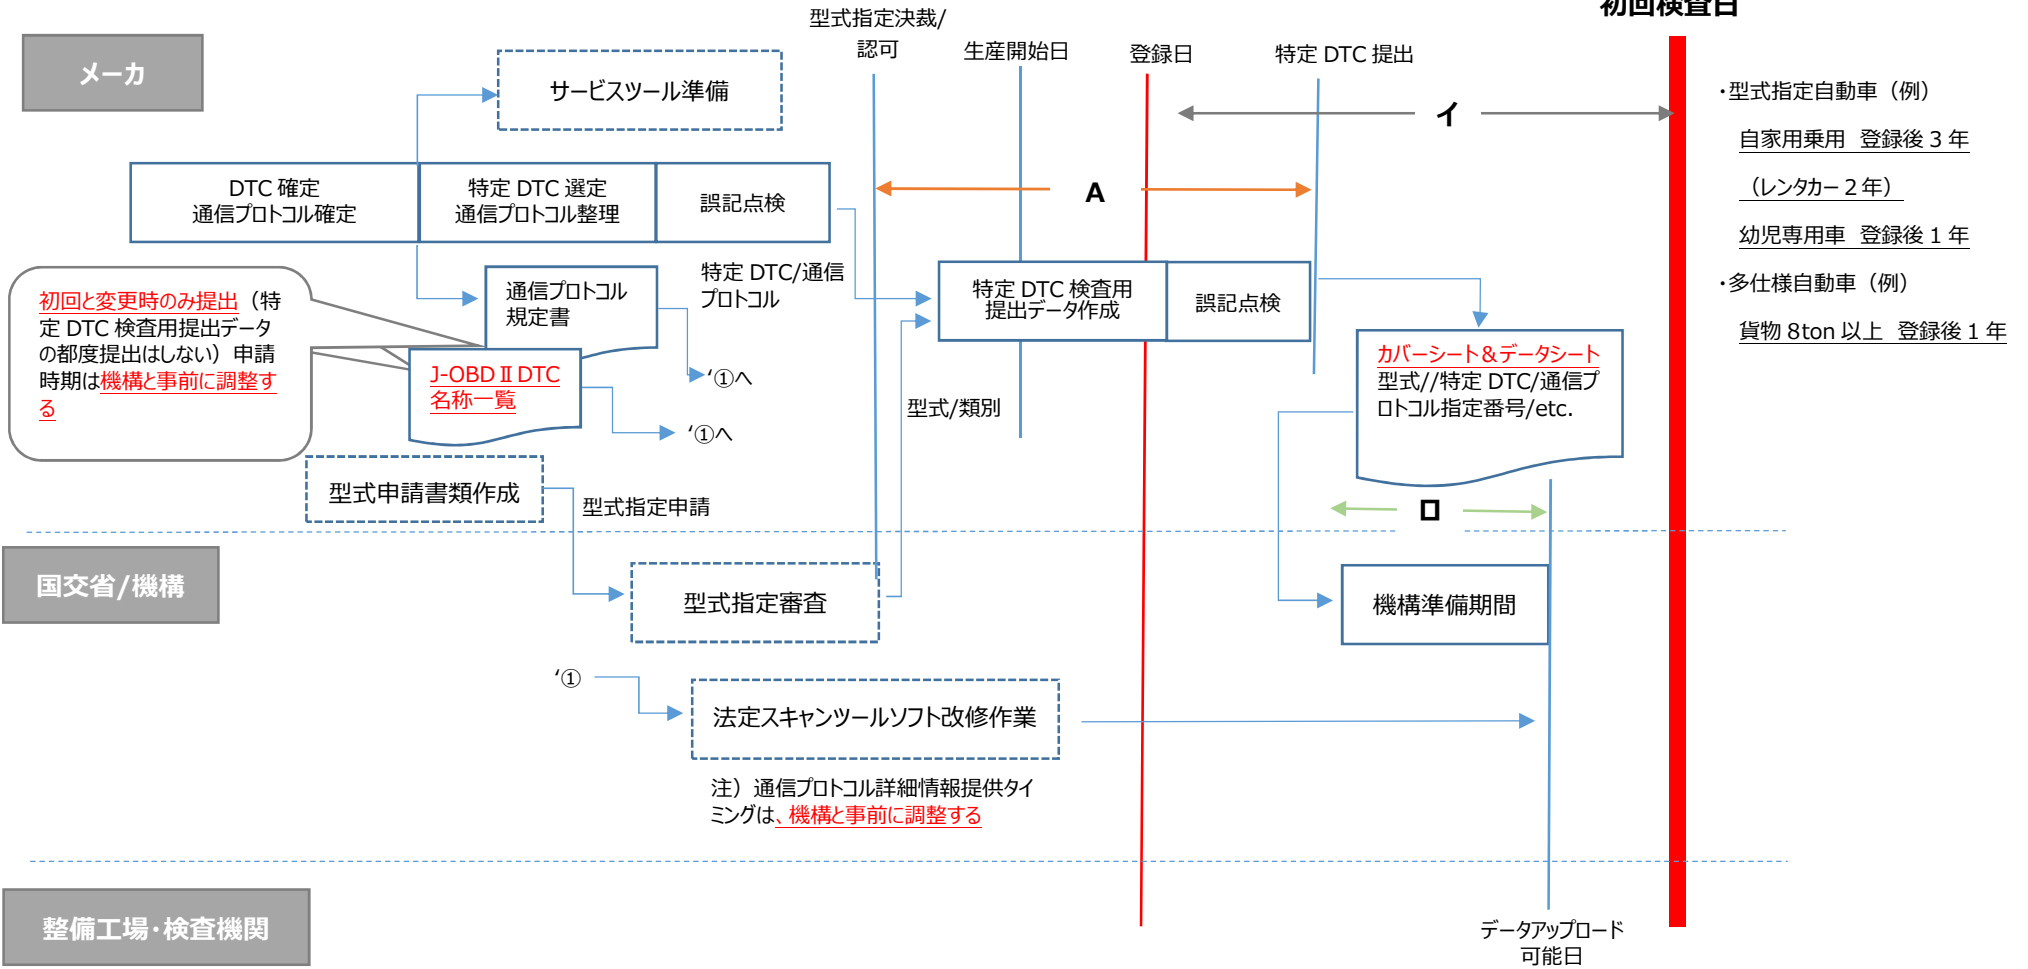 初回検査日
型式指定決裁/
認可
生産開始日
登録日
特定 DTC 提出
メーカ
サービスツール準備
イ
・型式指定自動車（例）
自家用乗用　登録後 3 年
（レンタカー 2 年）
幼児専用車　登録後 1 年
・多仕様自動車（例）
貨物 8ton 以上　登録後 1 年
DTC 確定
通信プロトコル確定
特定 DTC 選定
通信プロトコル整理
誤記点検
A
初回と変更時のみ提出（特
定 DTC 検査用提出データ
の都度提出はしない）申請
時期は機構と事前に調整す
る
通信プロトコル
規定書
特定 DTC/通信
プロトコル
特定 DTC 検査用
提出データ作成
誤記点検
J-OBDⅡDTC
名称一覧
‘①へ
‘①へ
型式/類別
カバーシート＆データシート
型式//特定 DTC/通信プ
ロトコル指定番号/etc.
型式申請書類作成
型式指定申請
ロ
国交省/機構
型式指定審査
機構準備期間
‘①
法定スキャンツールソフト改修作業
注）通信プロトコル詳細情報提供タイ
ミングは、機構と事前に調整する
整備工場・検査機関
データアップロード
可能日